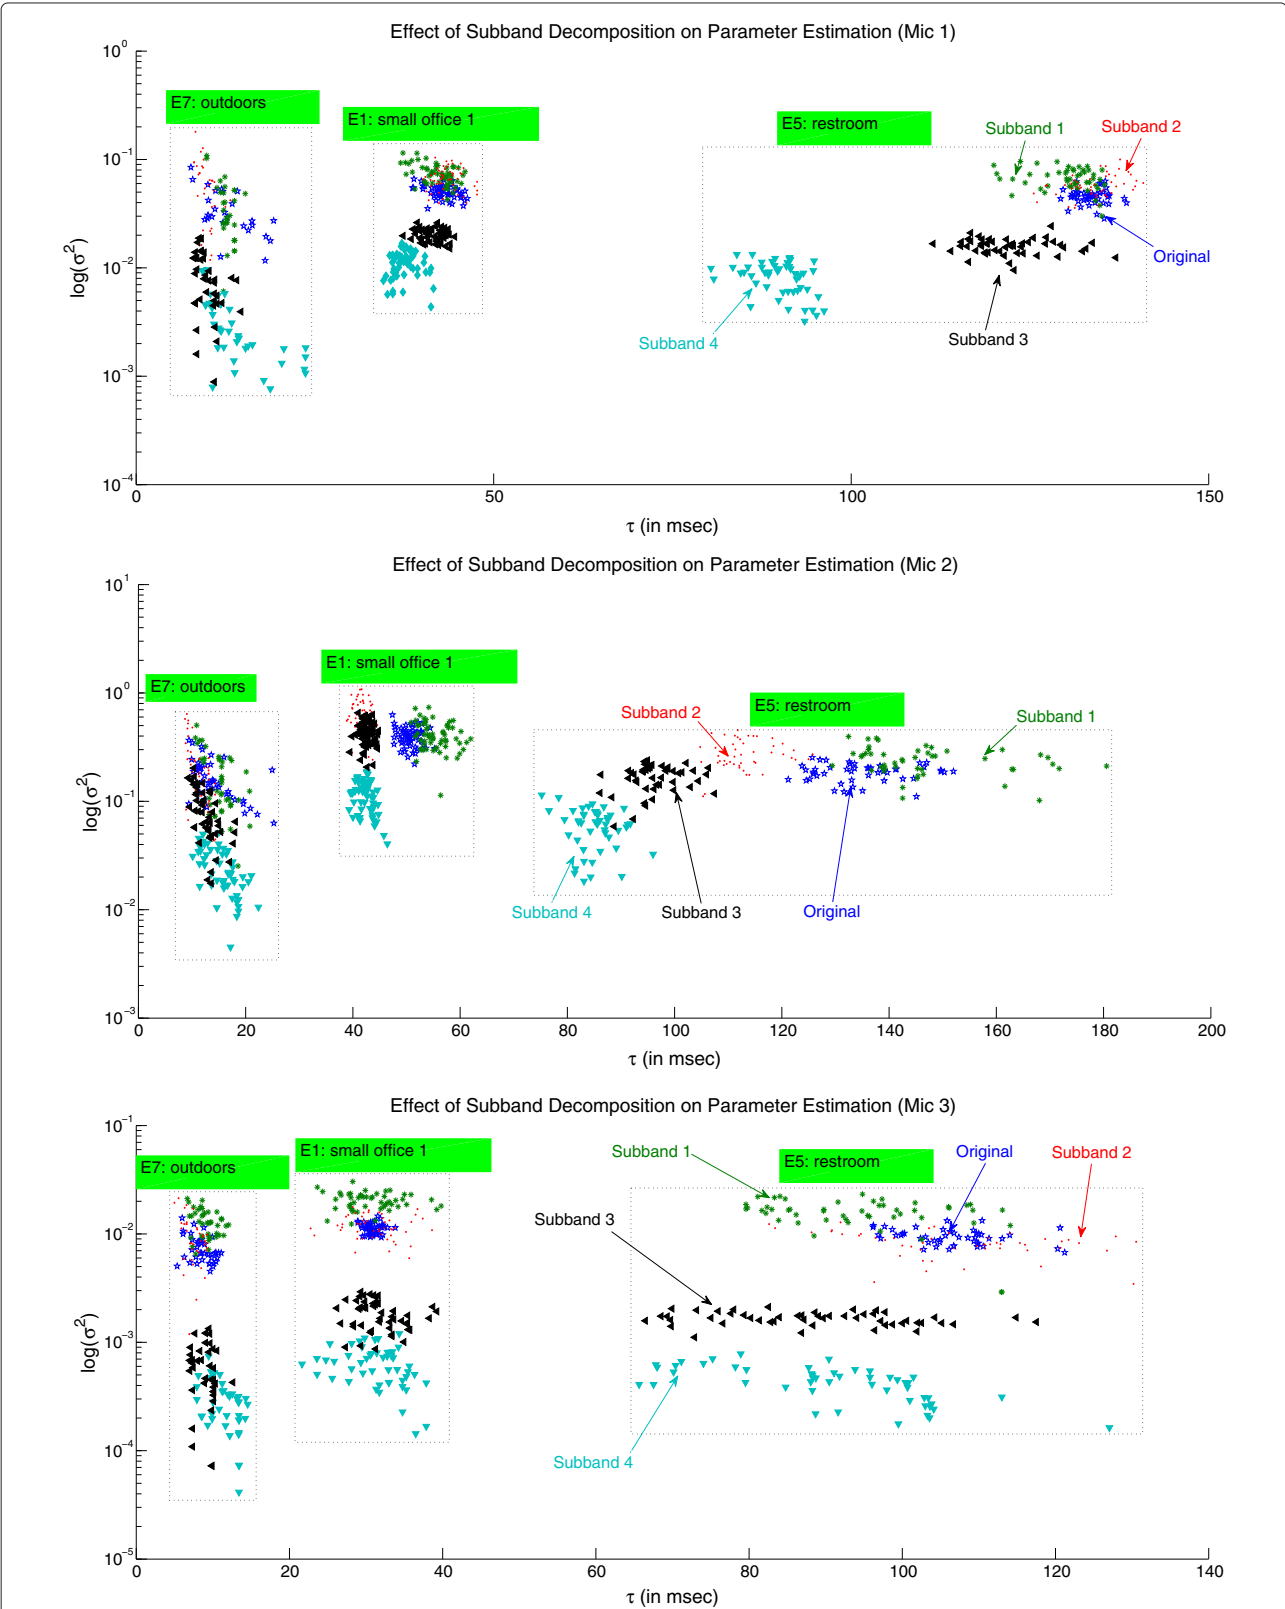 Effect of Subband Decomposition on Parameter Estimation (Mic 1)
10^0
E7: outdoors
E1: small office 1
E5: restroom
Subband 1
Subband 2
10^−1
log(σ^2)
10^−2
Original
Subband 4
Subband 3
10^−3
10^−4
0 50 100 150
τ (in msec)
Effect of Subband Decomposition on Parameter Estimation (Mic 2)
10^1
E1: small office 1
E7: outdoors
10^0
Subband 2
E5: restroom
Subband 1
log(σ^2)
10^−1
10^−2
Subband 4
Subband 3
Original
10^−3
0 20 40 60 80 100 120 140 160 180 200
τ (in msec)
Effect of Subband Decomposition on Parameter Estimation (Mic 3)
10^−1
E7: outdoors
E1: small office 1
Subband 1
E5: restroom
Original
Subband 2
Subband 3
10^−2
log(σ^2)
10^−3
10^−4
Subband 4
10^−5
0 20 40 60 80 100 120 140
τ (in msec)